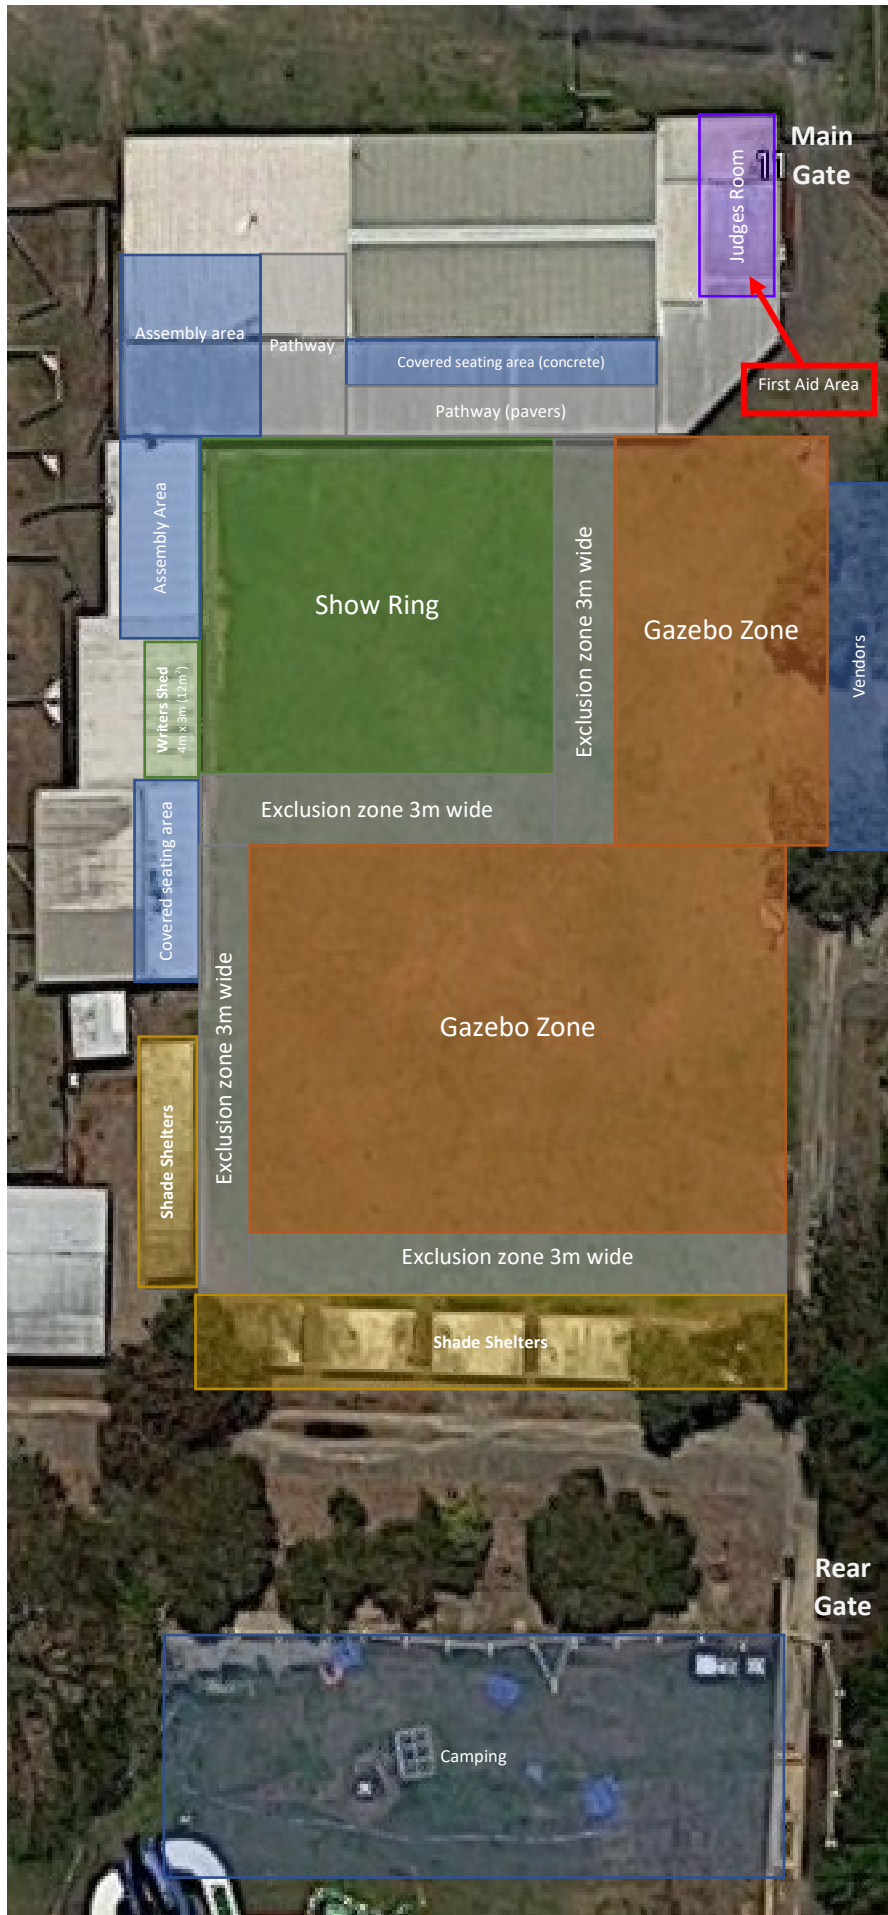 Main
Gate
Judges Room
Assembly area
Pathway
Covered seating area (concrete)
First Aid Area
Pathway (pavers)
Assembly Area
Show Ring
Exclusion zone 3m wide
Gazebo Zone
Vendors
Writers Shed
4m x 3m (12m²)
Exclusion zone 3m wide
Covered seating area
Exclusion zone 3m wide
Gazebo Zone
Shade Shelters
Exclusion zone 3m wide
Shade Shelters
Rear
Gate
Camping